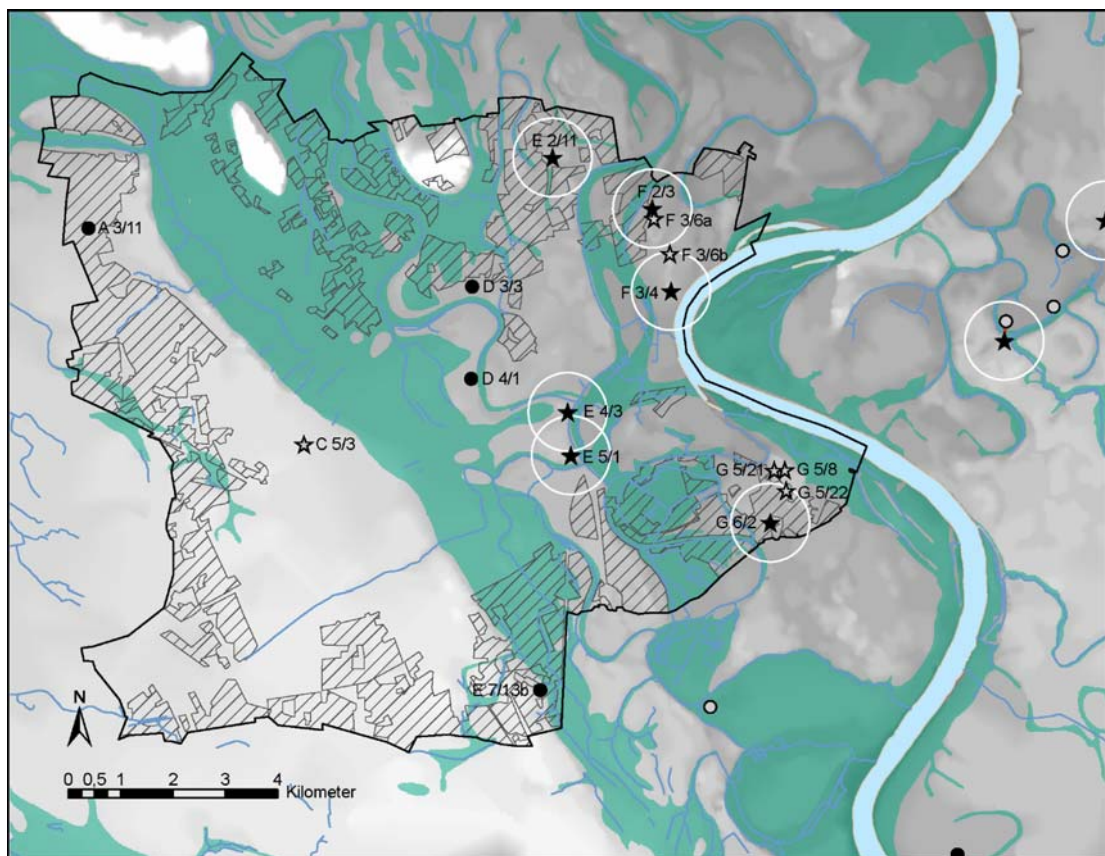 E 2/11
F 2/3
F 3/6a
A 3/11
F 3/6b
D 3/3
F 3/4
D 4/1
E 4/3
C 5/3
E 5/1
G 5/21
G 5/8
G 5/22
G 6/2
E 7/13b
N
0 0,5 1 2 3 4
Kilometer